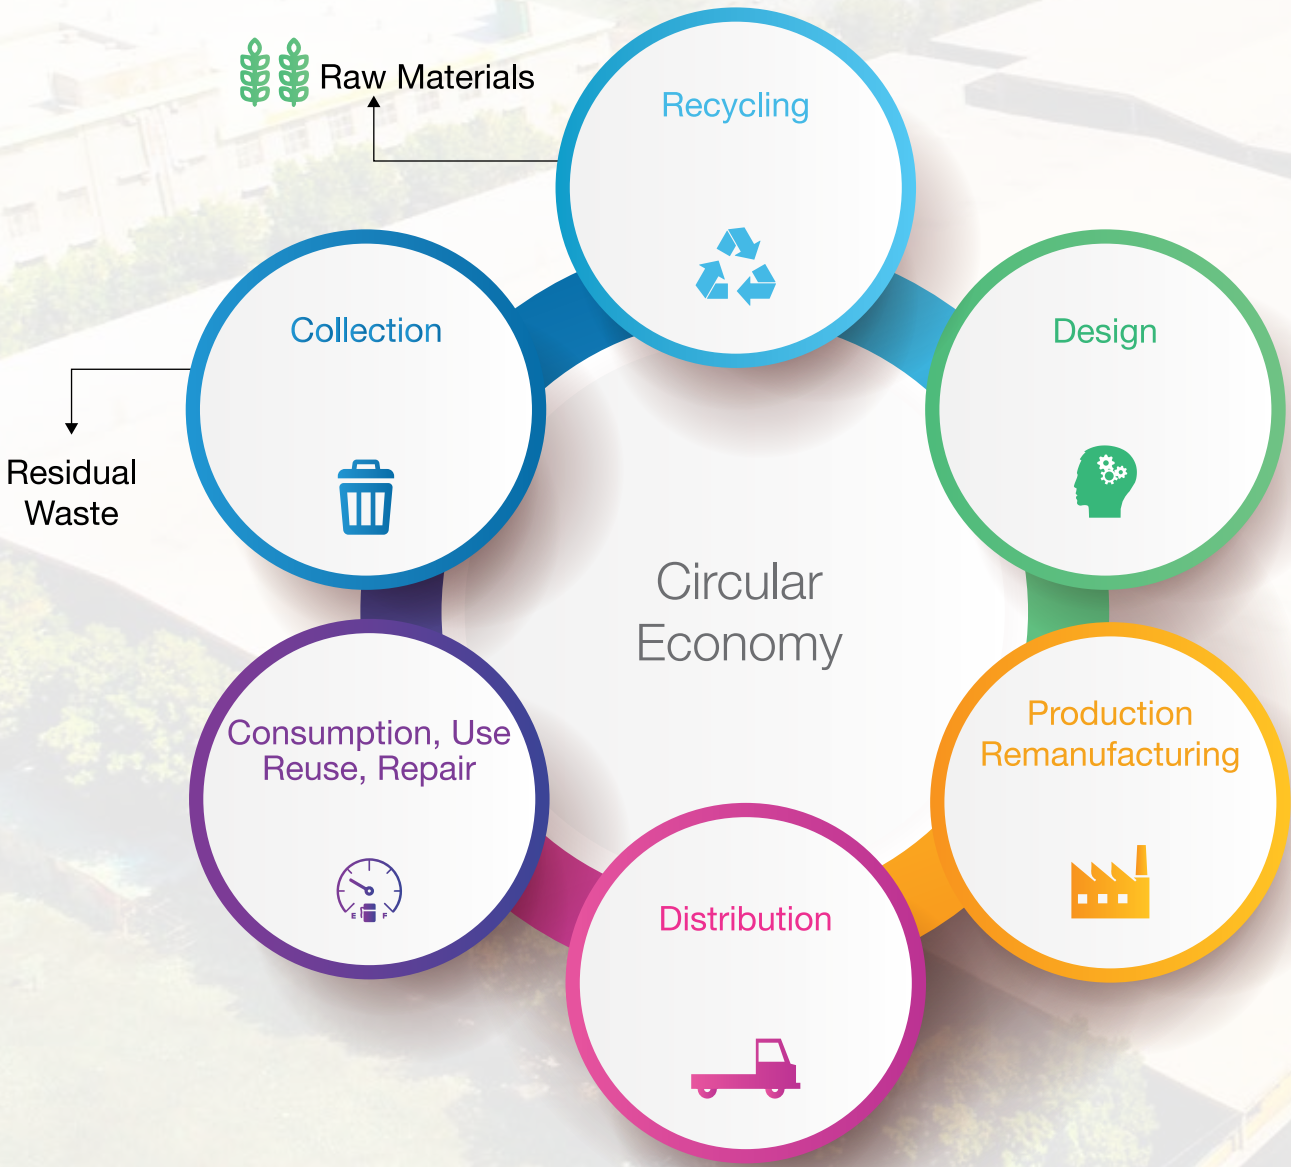 Raw Materials
Recycling
Collection
Design
Residual
Waste
Circular
Economy
Consumption, Use
Reuse, Repair
Production
Remanufacturing
Distribution
E F